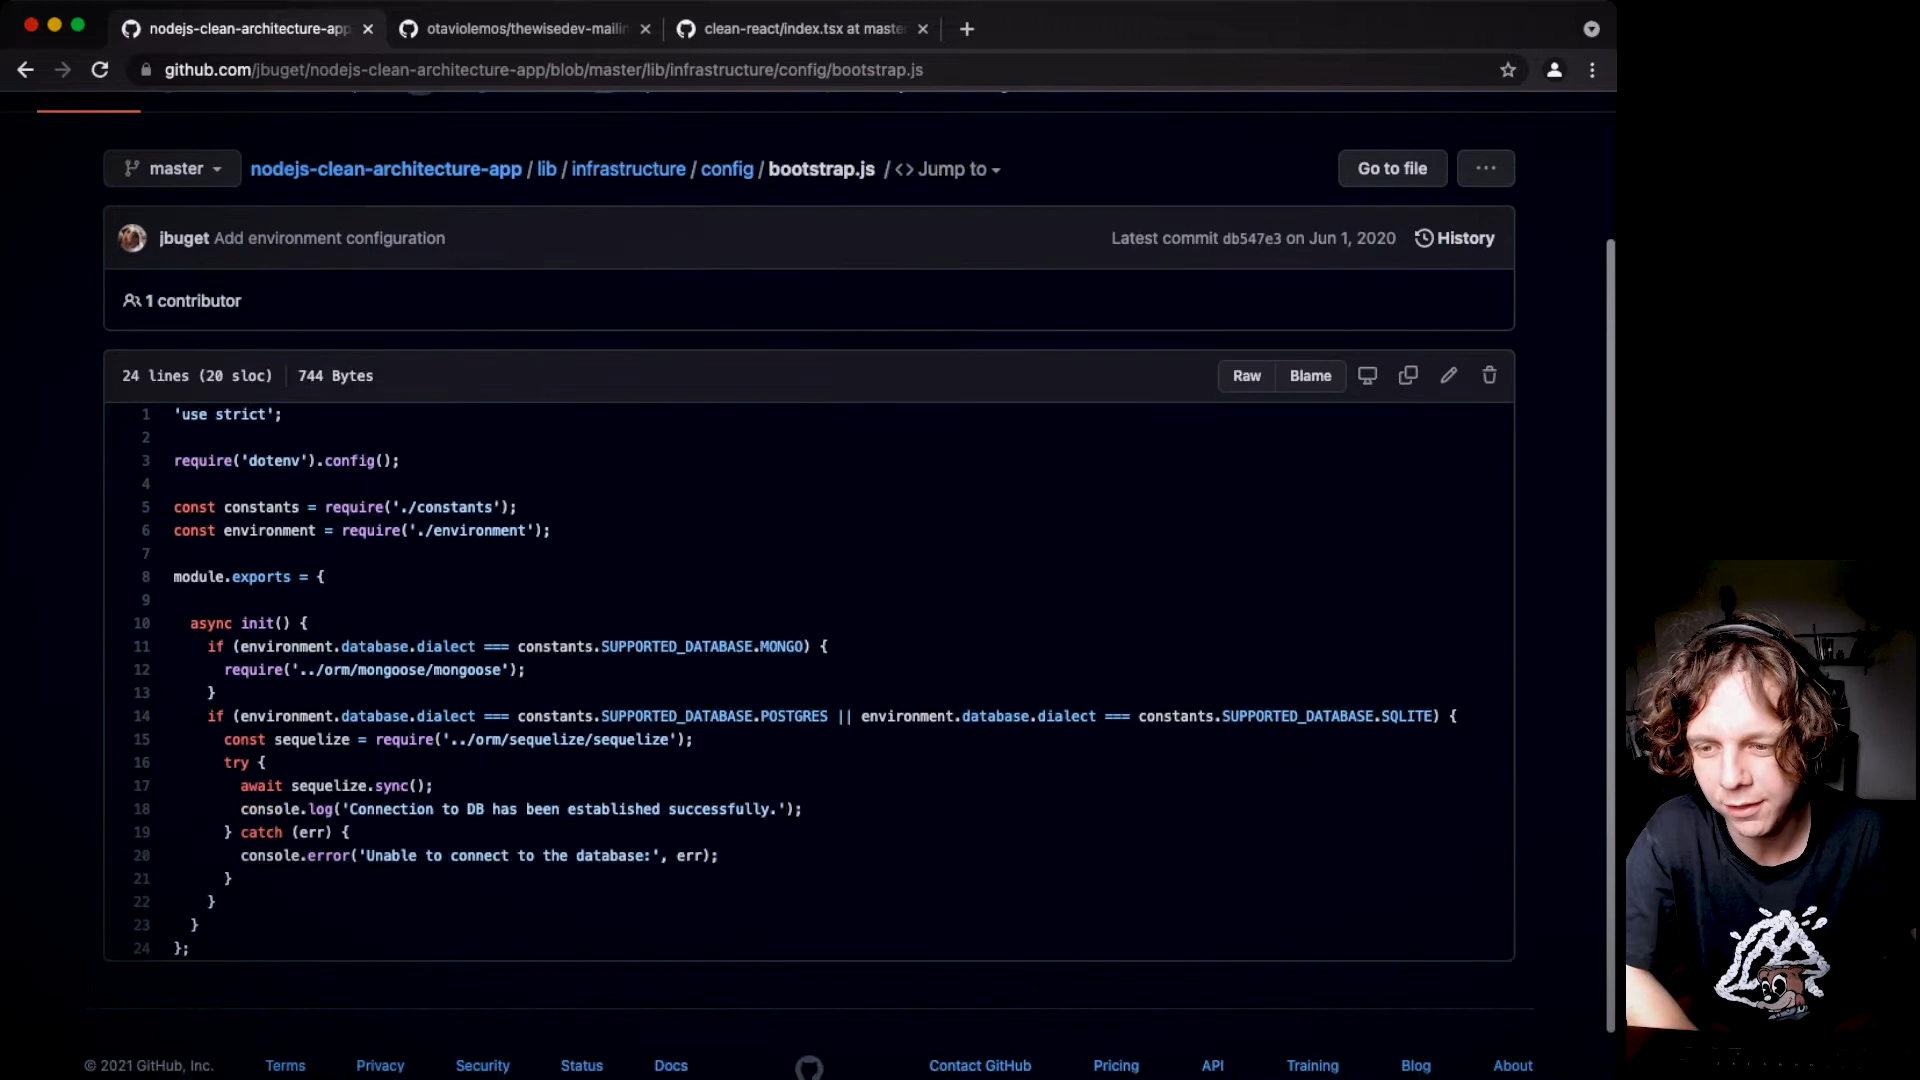 nodejs-clean-architecture-app
otaviolemos/thewisedev-mailin
clean-react/index.tsx at maste
github.com/jbuget/nodejs-clean-architecture-app/blob/master/lib/infrastructure/config/bootstrap.js
master
nodejs-clean-architecture-app / lib / infrastructure / config / bootstrap.js / <> Jump to
Go to file
...
jbuget Add environment configuration
Latest commit db547e3 on Jun 1, 2020
History
1 contributor
24 lines (20 sloc) 744 Bytes
Raw
Blame
1 'use strict';
2
3 require('dotenv').config();
4
5 const constants = require('./constants');
6 const environment = require('./environment');
7
8 module.exports = {
9
10 async init() {
11 if (environment.database.dialect === constants.SUPPORTED_DATABASE.MONGO) {
12 require('../orm/mongoose/mongoose');
13 }
14 if (environment.database.dialect === constants.SUPPORTED_DATABASE.POSTGRES || environment.database.dialect === constants.SUPPORTED_DATABASE.SQLITE) {
15 const sequelize = require('../orm/sequelize/sequelize');
16 try {
17 await sequelize.sync();
18 console.log('Connection to DB has been established successfully.');
19 } catch (err) {
20 console.error('Unable to connect to the database:', err);
21 }
22 }
23 }
24 };
© 2021 GitHub, Inc.
Terms
Privacy
Security
Status
Docs
Contact GitHub
Pricing
API
Training
Blog
About